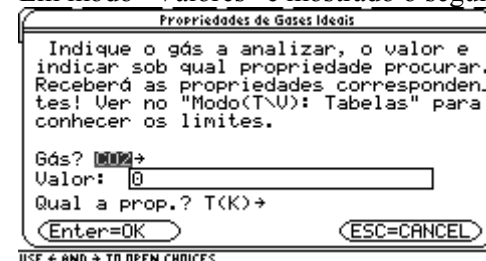 Propriedades de Gases Ideais
Indique o gás a analizar, o valor e
indicar sob qual propriedade procurar.
Receberá as propriedades corresponden_
tes! Ver no "Modo(T\V): Tabelas" para
conhecer os limites.
Gás? CO2→
Valor: 0
Qual a prop.? T(K)→
Enter=OK ESC=CANCEL
USE ← AND → TO OPEN CHOICES